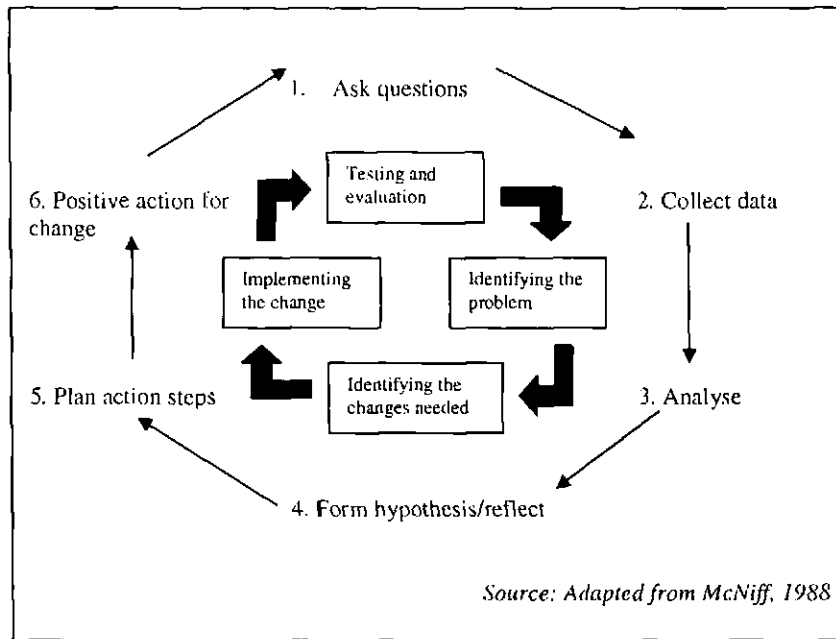 1. Ask questions
Testing and
evaluation
6. Positive action for
change
2. Collect data
Implementing
the change
Identifying the
problem
5. Plan action steps
Identifying the
changes needed
3. Analyse
4. Form hypothesis/reflect
Source: Adapted from McNiff, 1988